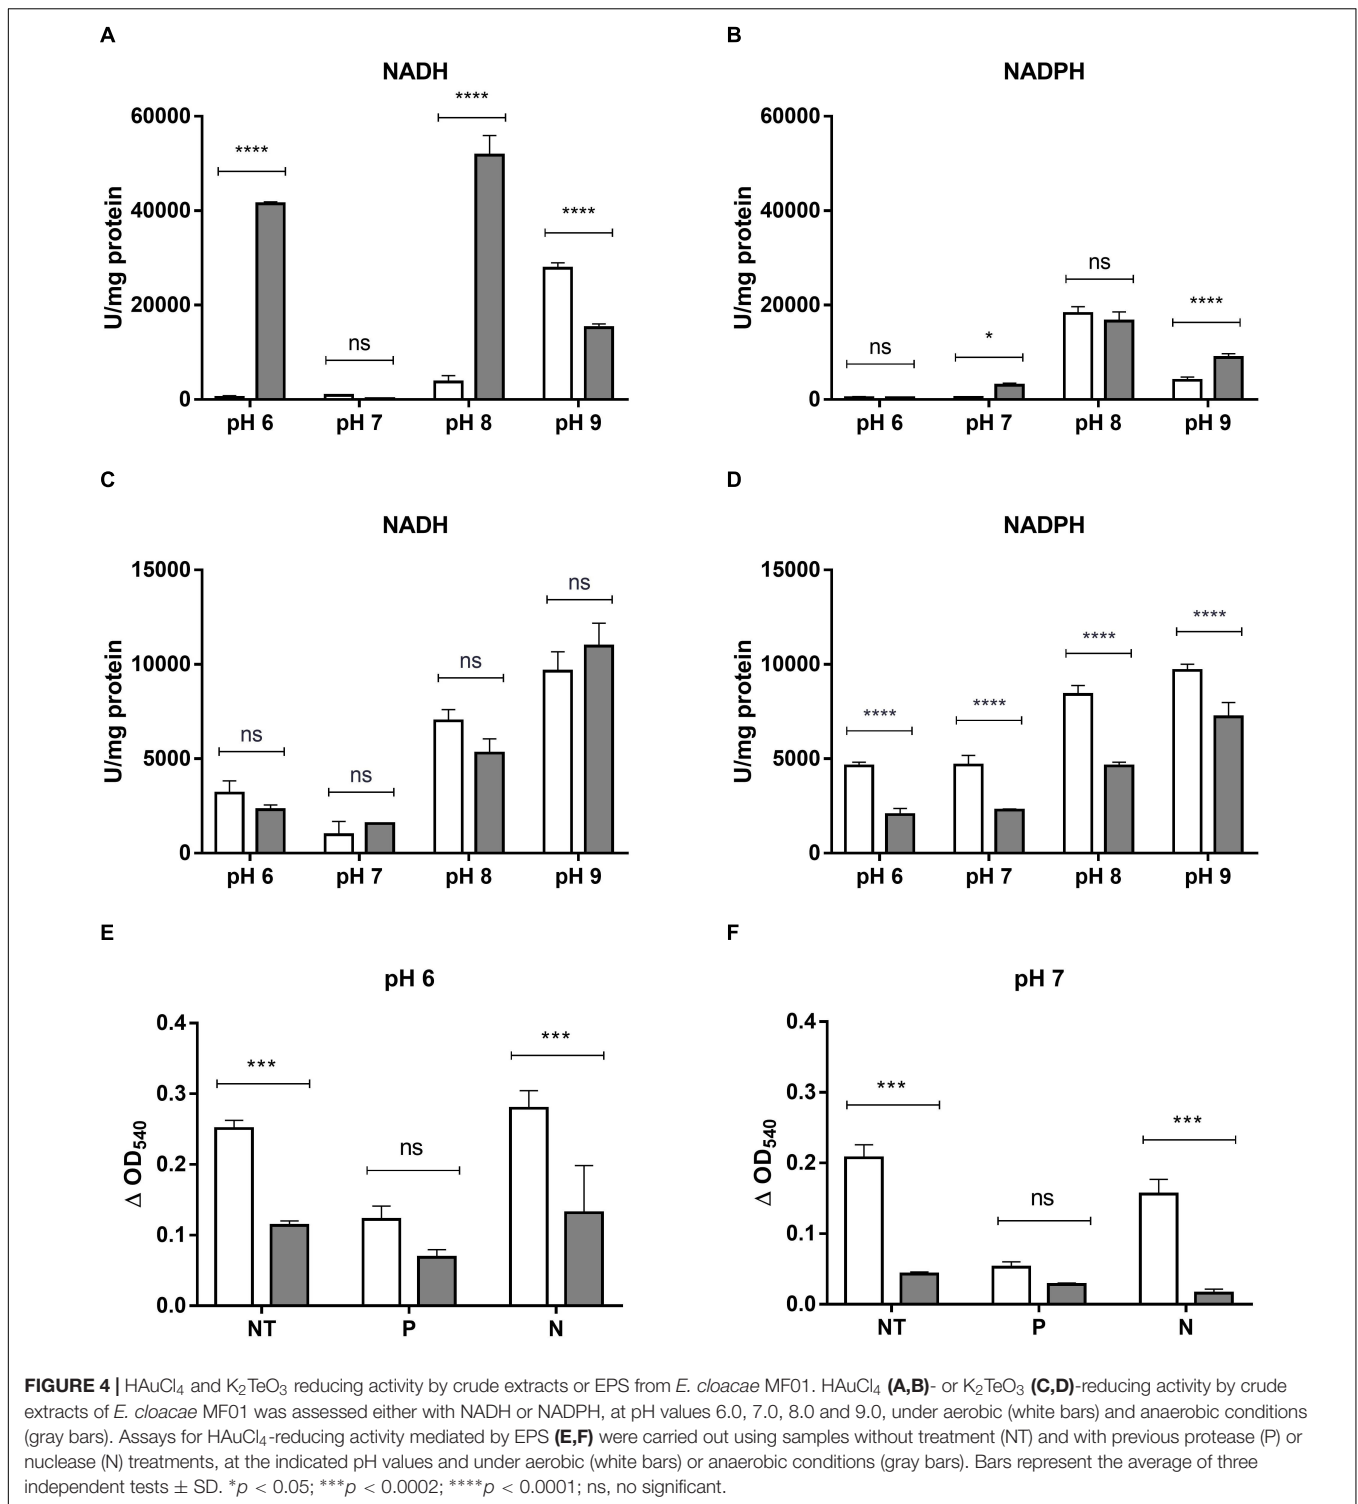 A
NADH
60000
40000
20000
0
U/mg protein
****
ns
****
****
pH 6
pH 7
pH 8
pH 9
B
NADPH
60000
40000
20000
0
U/mg protein
ns
*
ns
****
pH 6
pH 7
pH 8
pH 9
C
NADH
15000
10000
5000
0
U/mg protein
ns
ns
ns
ns
pH 6
pH 7
pH 8
pH 9
D
NADPH
15000
10000
5000
0
U/mg protein
****
****
****
****
pH 6
pH 7
pH 8
pH 9
E
pH 6
0.4
0.3
0.2
0.1
0.0
Δ OD₅₄₀
***
ns
***
NT
P
N
F
pH 7
0.4
0.3
0.2
0.1
0.0
Δ OD₅₄₀
***
ns
***
NT
P
N
FIGURE 4 | HAuCl₄ and K₂TeO₃ reducing activity by crude extracts or EPS from E. cloacae MF01. HAuCl₄ (A,B)- or K₂TeO₃ (C,D)-reducing activity by crude
extracts of E. cloacae MF01 was assessed either with NADH or NADPH, at pH values 6.0, 7.0, 8.0 and 9.0, under aerobic (white bars) and anaerobic conditions
(gray bars). Assays for HAuCl₄-reducing activity mediated by EPS (E,F) were carried out using samples without treatment (NT) and with previous protease (P) or
nuclease (N) treatments, at the indicated pH values and under aerobic (white bars) or anaerobic conditions (gray bars). Bars represent the average of three
independent tests ± SD. *p < 0.05; ***p < 0.0002; ****p < 0.0001; ns, no significant.